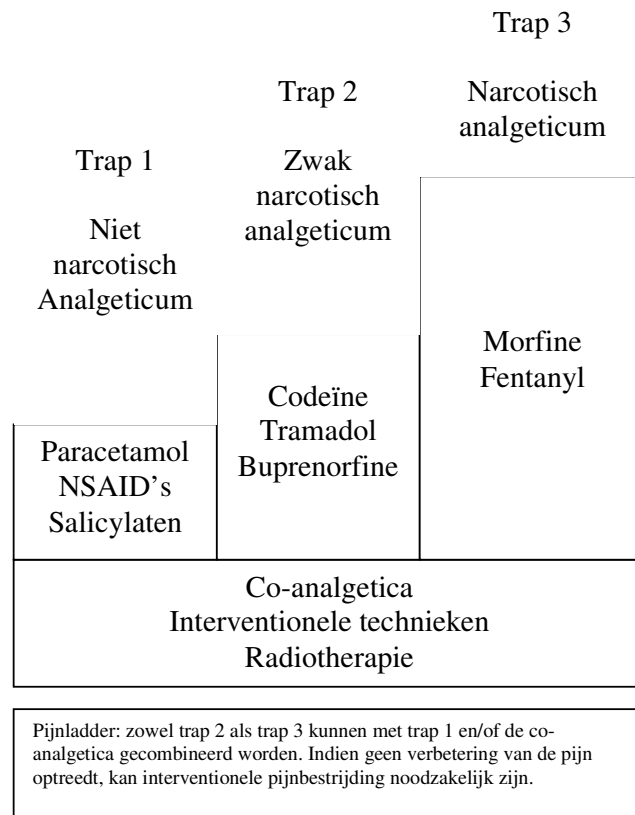 Trap 1
Niet
narcotisch
Analgeticum
Paracetamol
NSAID's
Salicylaten
Trap 2
Zwak
narcotisch
analgeticum
Codeïne
Tramadol
Buprenorfine
Trap 3
Narcotisch
analgeticum
Morfine
Fentanyl
Co-analgetica
Interventionele technieken
Radiotherapie
Pijnladder: zowel trap 2 als trap 3 kunnen met trap 1 en/of de co-
analgetica gecombineerd worden. Indien geen verbetering van de pijn
optreedt, kan interventionele pijnbestrijding noodzakelijk zijn.